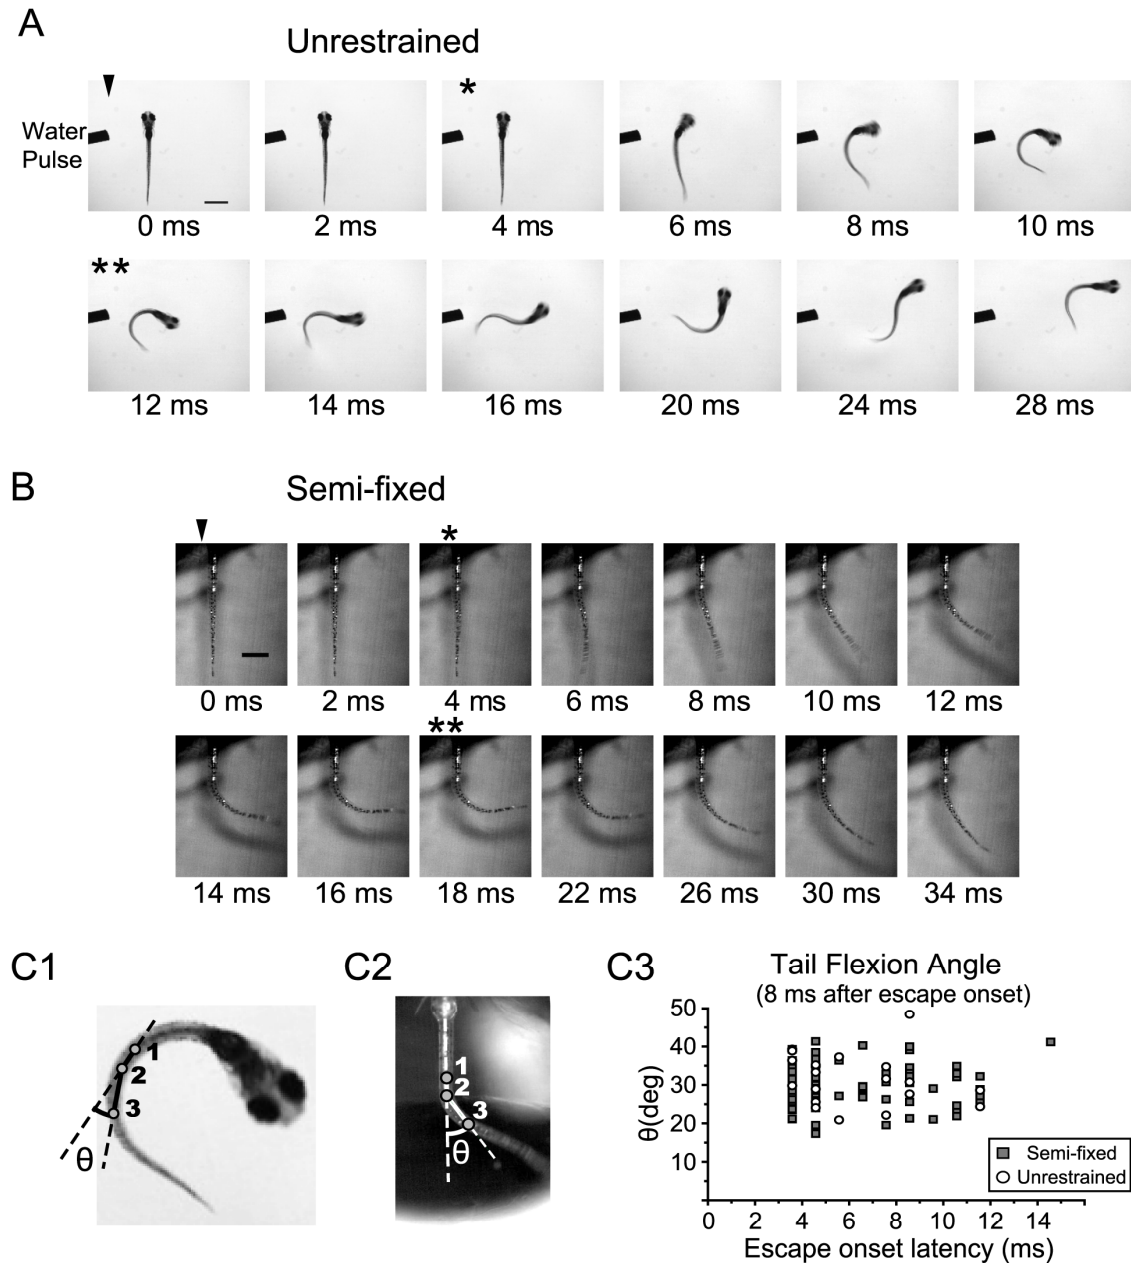 A
Unrestrained
*
Water
Pulse
0 ms 2 ms 4 ms 6 ms 8 ms 10 ms
**
12 ms 14 ms 16 ms 20 ms 24 ms 28 ms
B
Semi-fixed
*
0 ms 2 ms 4 ms 6 ms 8 ms 10 ms 12 ms
**
14 ms 16 ms 18 ms 22 ms 26 ms 30 ms 34 ms
C1
1
2
3
θ
C2
1
2
3
θ
C3
Tail Flexion Angle
(8 ms after escape onset)
50
40
30
20
10
θ(deg)
Semi-fixed
Unrestrained
0 2 4 6 8 10 12 14
Escape onset latency (ms)